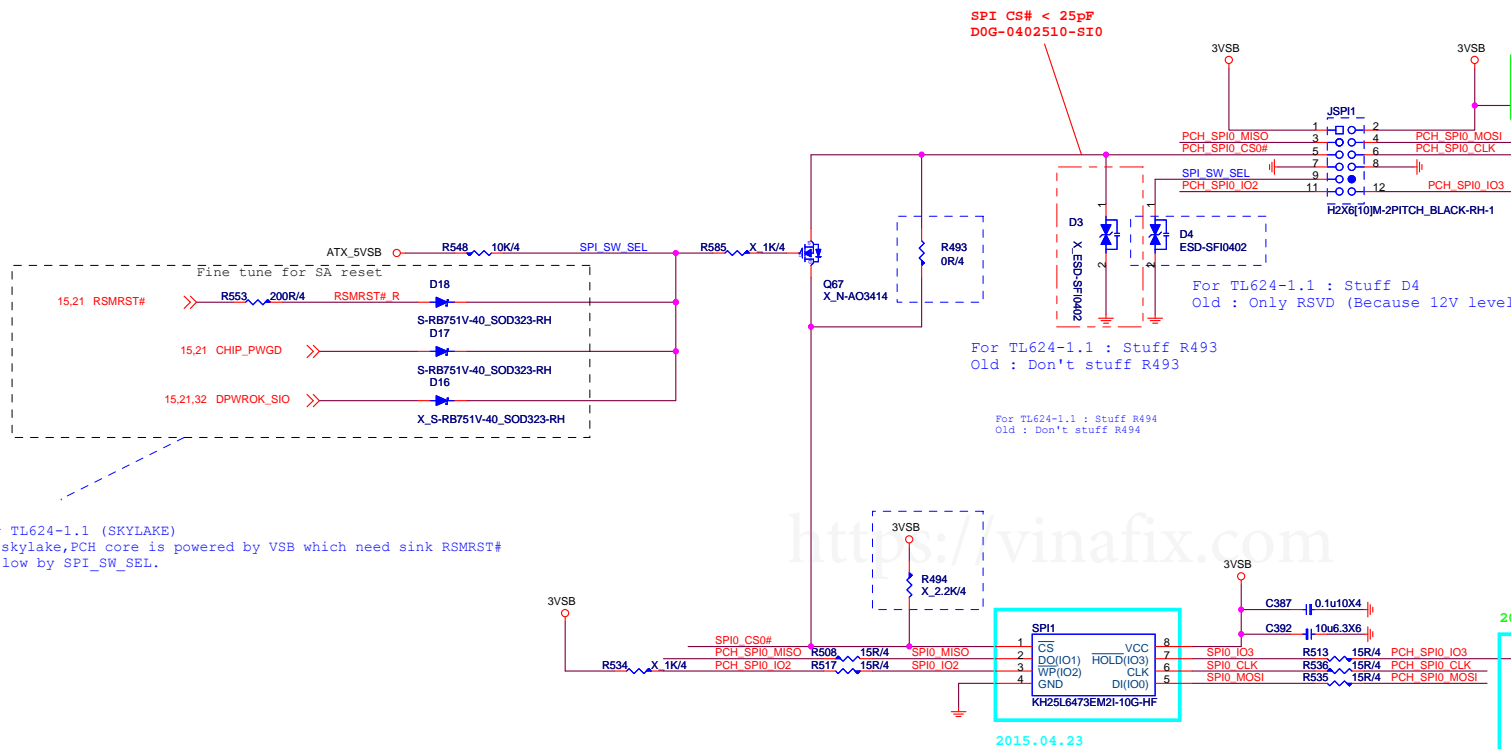 SPI CS# < 25pF
D0G-0402510-SI0
3VSB
3VSB
JSPI1
1
2
PCH_SPI0_MISO
3
4
PCH_SPI0_MOSI
PCH_SPI0_CS0#
5
6
PCH_SPI0_CLK
7
8
SPI_SW_SEL
9
PCH_SPI0_IO2
11
12
PCH_SPI0_IO3
H2X6[10]M-2PITCH_BLACK-RH-1
1
1
D3
X_ESD-SFI0402
2
D4
ESD-SFI0402
2
R493
0R/4
ATX_5VSB
R548
10K/4
SPI_SW_SEL
R585
X_1K/4
Q67
X_N-AO3414
Fine tune for SA reset
15,21 RSMRST#
R553
200R/4
RSMRST#_R
D18
S-RB751V-40_SOD323-RH
D17
15,21 CHIP_PWGD
S-RB751V-40_SOD323-RH
D16
15,21,32 DPWROK_SIO
X_S-RB751V-40_SOD323-RH
For TL624-1.1 : Stuff D4
Old : Only RSVD (Because 12V level
For TL624-1.1 : Stuff R493
Old : Don't stuff R493
For TL624-1.1 : Stuff R494
Old : Don't stuff R494
TL624-1.1 (SKYLAKE)
skylake,PCH core is powered by VSB which need sink RSMRST#
low by SPI_SW_SEL.
https://vinafix.com
3VSB
R494
X_2.2K/4
3VSB
3VSB
C387
0.1u10X4
C392
10u6.3X6
SPI1
SPI0_CS0#
1
CS
VCC
8
PCH_SPI0_MISO
R508
15R/4
SPI0_MISO
2
DO(IO1)
HOLD(IO3)
7
SPI0_IO3
R513
15R/4
PCH_SPI0_IO3
R534
X_1K/4
PCH_SPI0_IO2
R517
15R/4
SPI0_IO2
3
WP(IO2)
CLK
6
SPI0_CLK
R536
15R/4
PCH_SPI0_CLK
4
GND
DI(IO0)
5
SPI0_MOSI
R535
15R/4
PCH_SPI0_MOSI
KH25L6473EM2I-10G-HF
2015.04.23